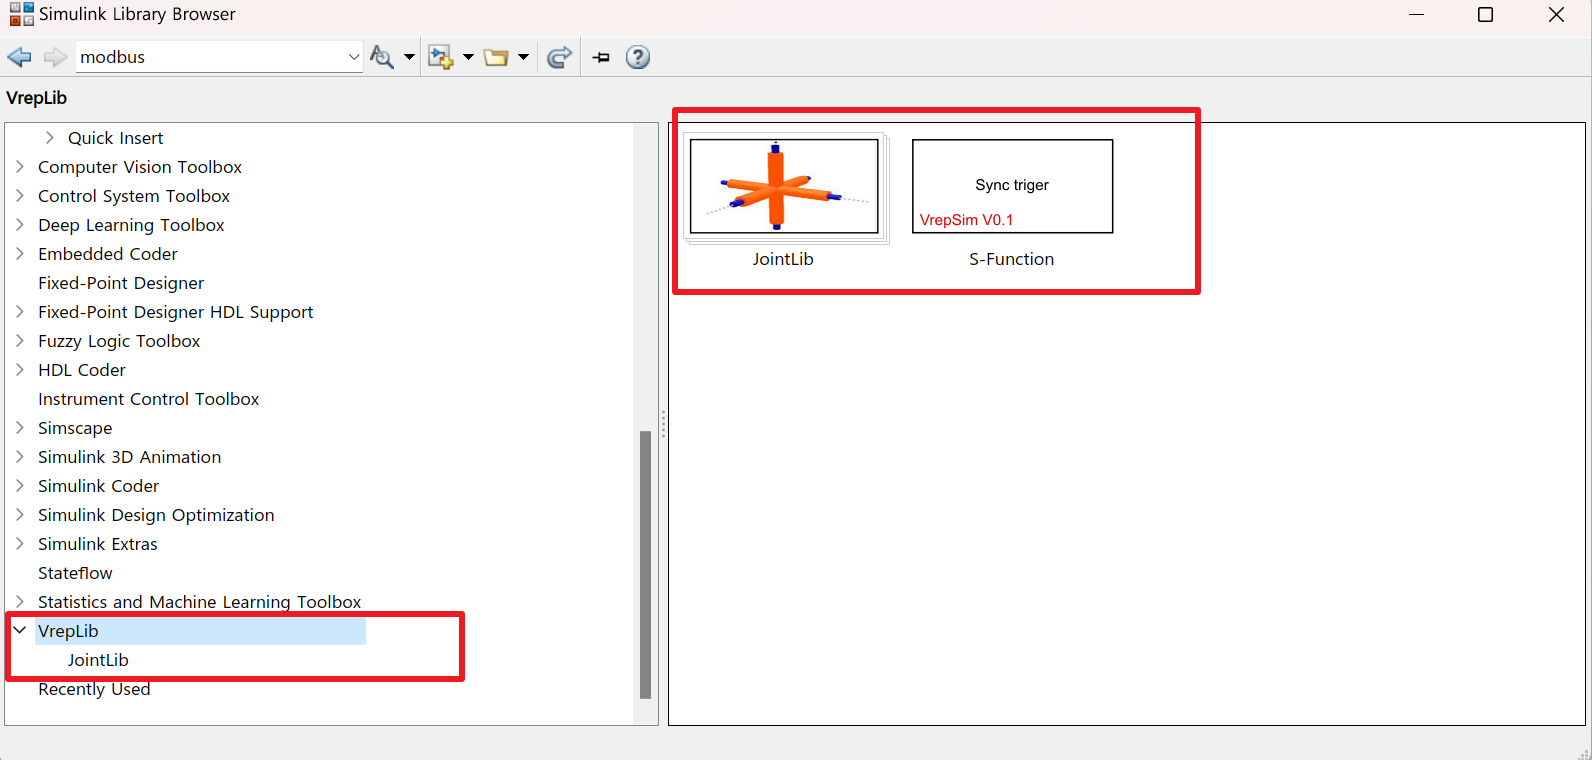 Simulink Library Browser
modbus
VrepLib
Quick Insert
Computer Vision Toolbox
Control System Toolbox
Deep Learning Toolbox
Embedded Coder
Fixed-Point Designer
Fixed-Point Designer HDL Support
Fuzzy Logic Toolbox
HDL Coder
Instrument Control Toolbox
Simscape
Simulink 3D Animation
Simulink Coder
Simulink Design Optimization
Simulink Extras
Stateflow
Statistics and Machine Learning Toolbox
VrepLib
JointLib
Recently Used
JointLib
Sync triger
VrepSim V0.1
S-Function